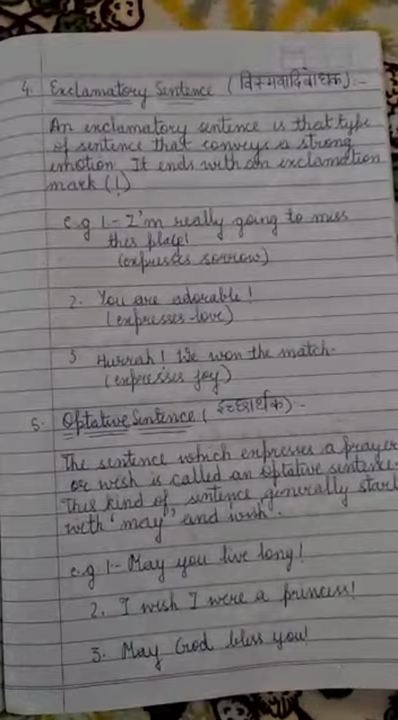 4. Exclamatory Sentence (विस्मयादिबोधक):-
An exclamatory sentence is that type
of sentence that conveys a strong
emotion. It ends with an exclamation
mark (!)
e.g 1- I'm really going to miss
this place!
(expresses sorrow)
2. You are adorable!
(expresses love)
3 Hurrah! We won the match.
(expresses joy)
5. Optative Sentence (इच्छार्थक):-
The sentence which expresses a prayer
or wish is called an optative sentence.
This kind of sentence generally start
with "may" and wish.
e.g. 1- May you live long!
2. I wish I were a princess!
3. May God bless you!